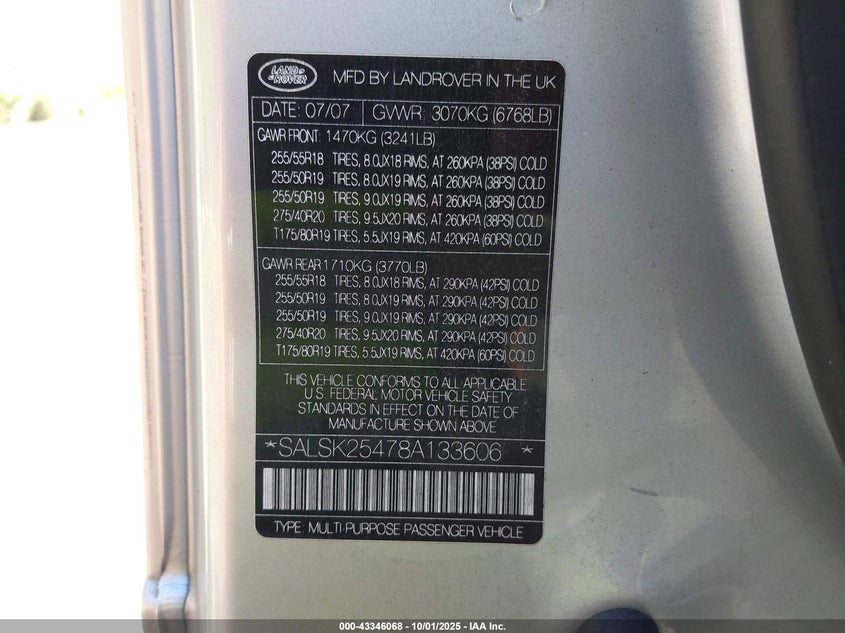 LAND ROVER
MFD BY LANDROVER IN THE UK
DATE: 07/07 GVWR: 3070KG (6768LB)
GAWR FRONT: 1470KG (3241LB)
255/55R18 TIRES, 8.0JX18 RIMS, AT 260KPA (38PSI) COLD
255/50R19 TIRES, 8.0JX19 RIMS, AT 260KPA (38PSI) COLD
255/50R19 TIRES, 9.0JX19 RIMS, AT 260KPA (38PSI) COLD
275/40R20 TIRES, 9.5JX20 RIMS, AT 260KPA (38PSI) COLD
T175/80R19 TIRES, 5.5JX19 RIMS, AT 420KPA (60PSI) COLD
GAWR REAR 1710KG (3770LB)
255/55R18 TIRES, 8.0JX18 RIMS, AT 290KPA (42PSI) COLD
255/50R19 TIRES, 8.0JX19 RIMS, AT 290KPA (42PSI) COLD
255/50R19 TIRES, 9.0JX19 RIMS, AT 290KPA (42PSI) COLD
275/40R20 TIRES, 9.5JX20 RIMS, AT 290KPA (42PSI) COLD
T175/80R19 TIRES, 5.5JX19 RIMS, AT 420KPA (60PSI) COLD
THIS VEHICLE CONFORMS TO ALL APPLICABLE
U.S. FEDERAL MOTOR VEHICLE SAFETY
STANDARDS IN EFFECT ON THE DATE OF
MANUFACTURE SHOWN ABOVE
*SALSK25478A133606 *
TYPE: MULTI-PURPOSE PASSENGER VEHICLE
000-43346068 - 10/01/2025 - IAA Inc.